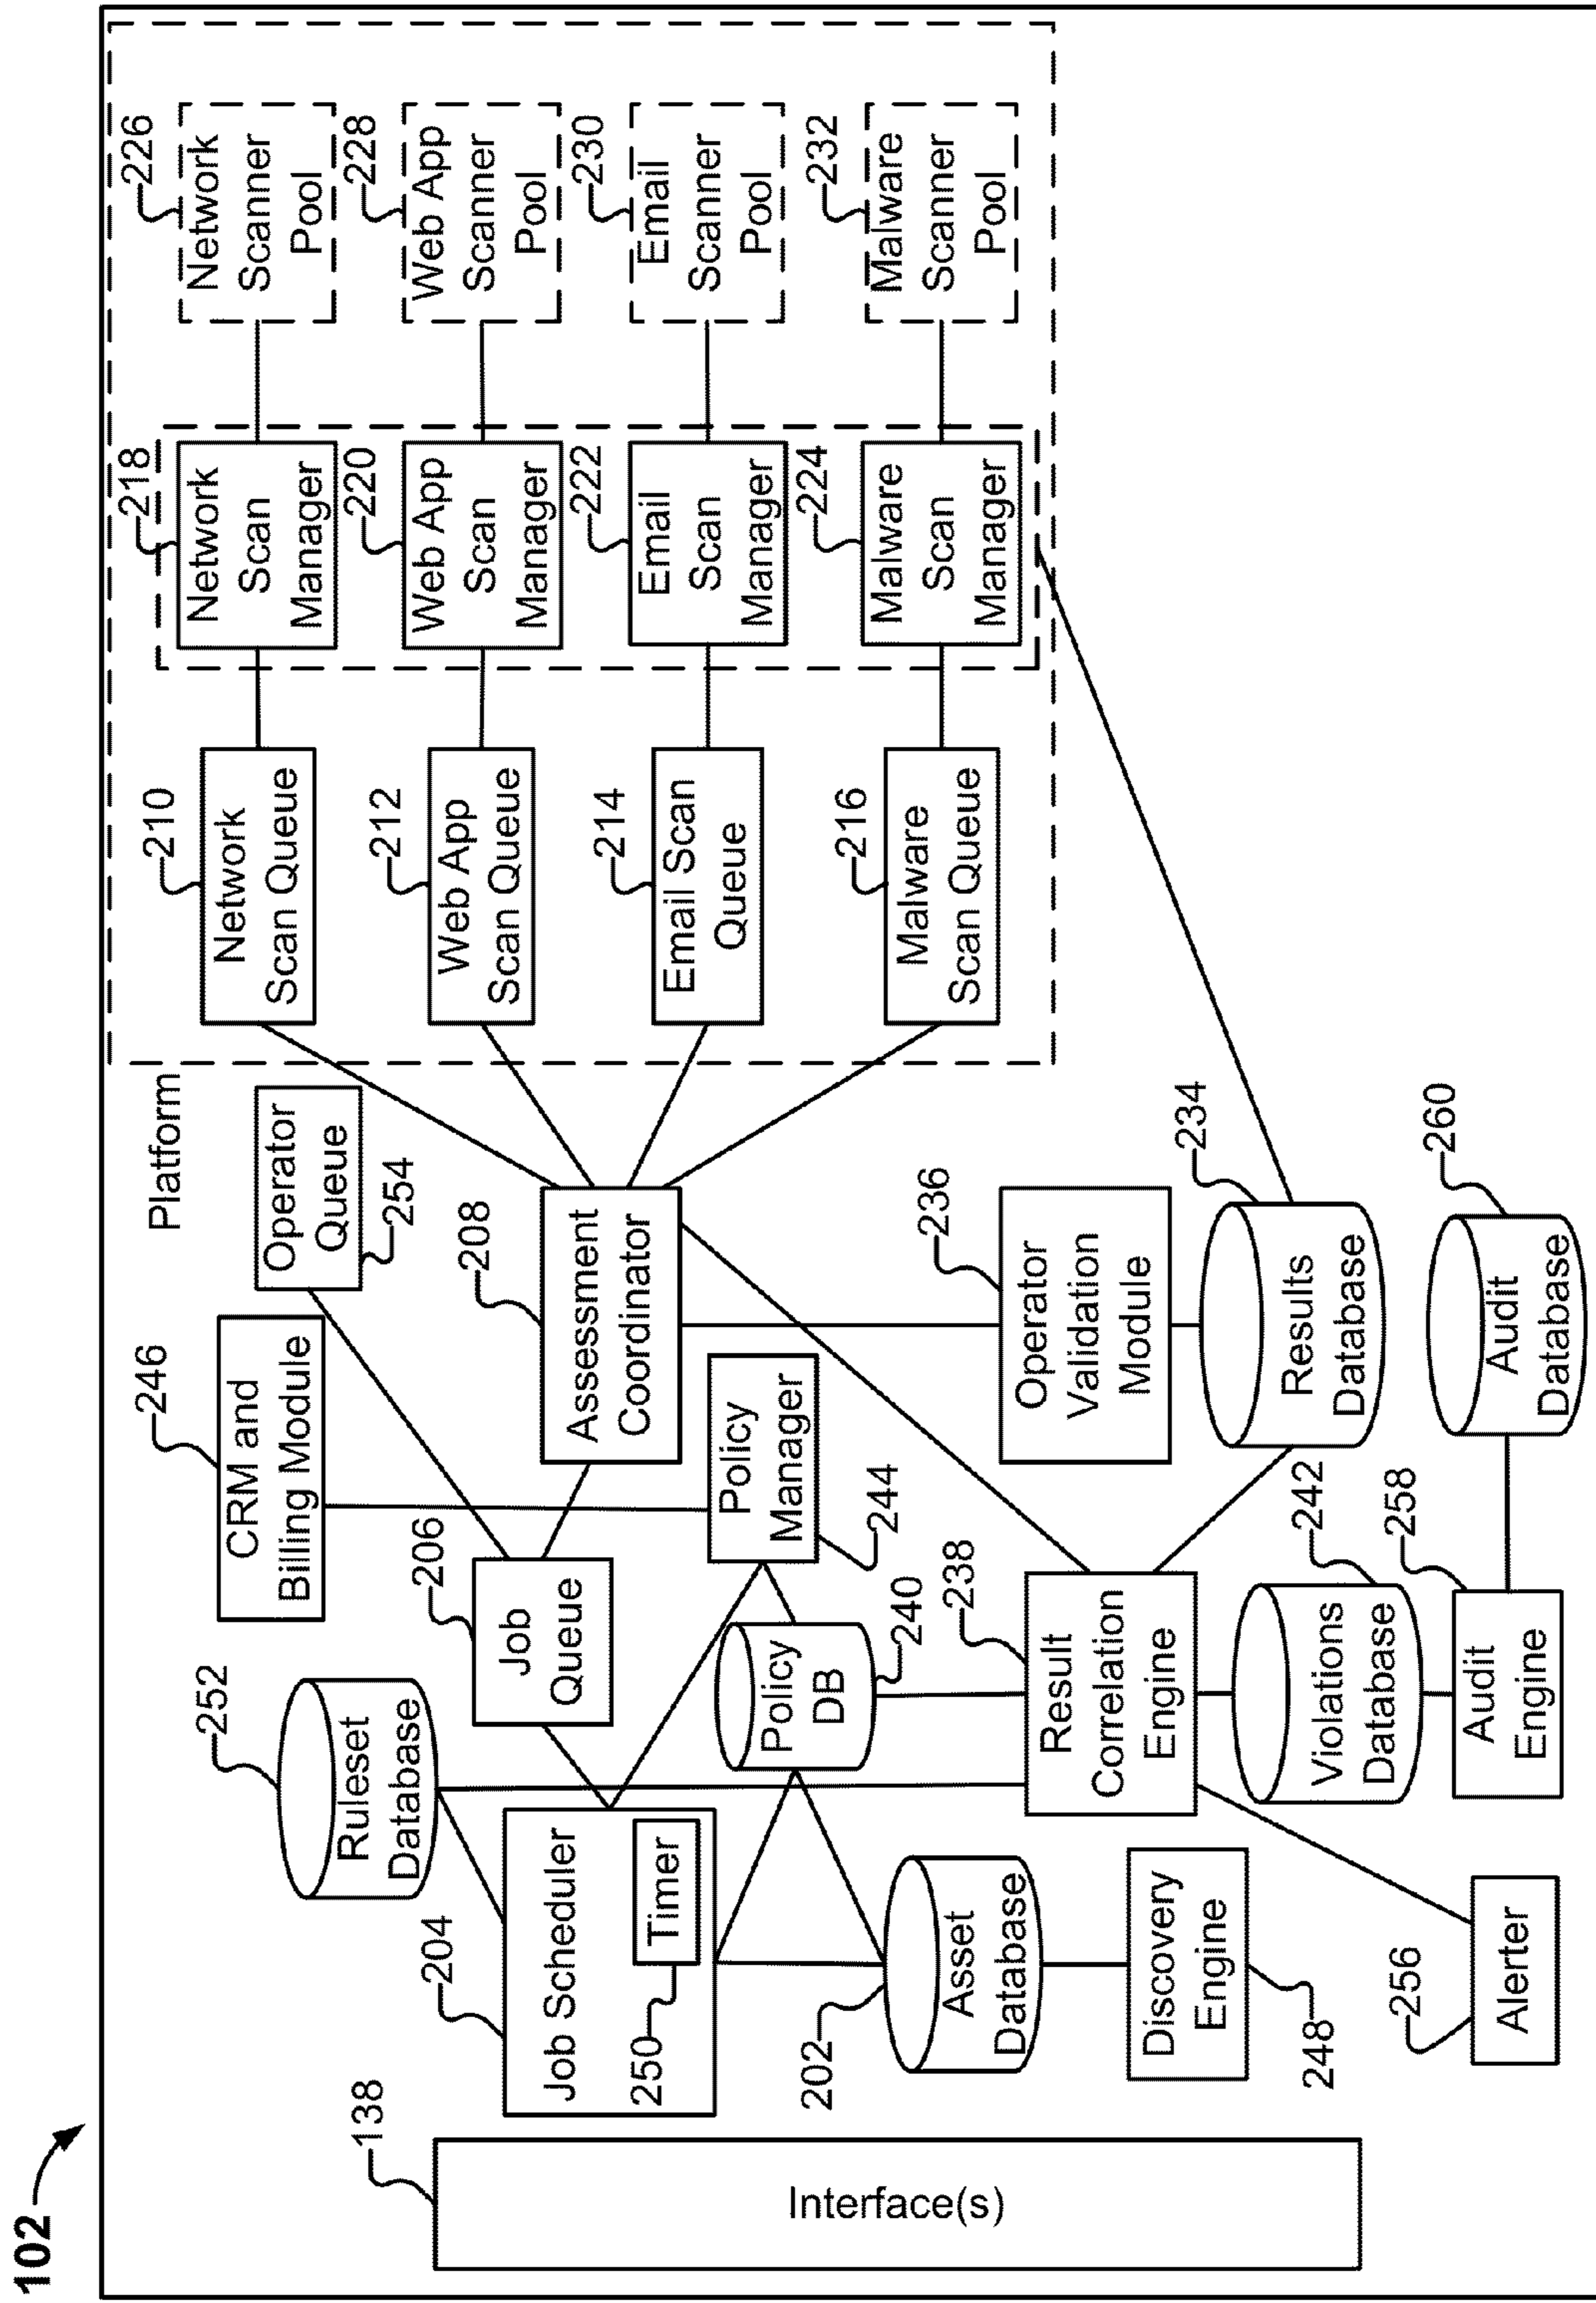 102
138
Interface(s)
Platform
204
Job Scheduler
250
Timer
252
Ruleset
Database
246
CRM and
Billing Module
Operator
Queue
254
206
Job
Queue
208
Assessment
Coordinator
Policy
Manager
244
Policy
DB
240
202
Asset
Database
Discovery
Engine
248
256
Alerter
238
Result
Correlation
Engine
236
Operator
Validation
Module
234
Results
Database
242
Violations
Database
258
Audit
Engine
260
Audit
Database
210
Network
Scan Queue
218
Network
Scan
Manager
226
Network
Scanner
Pool
212
Web App
Scan Queue
220
Web App
Scan
Manager
228
Web App
Scanner
Pool
214
Email Scan
Queue
222
Email
Scan
Manager
230
Email
Scanner
Pool
216
Malware
Scan Queue
224
Malware
Scan
Manager
232
Malware
Scanner
Pool